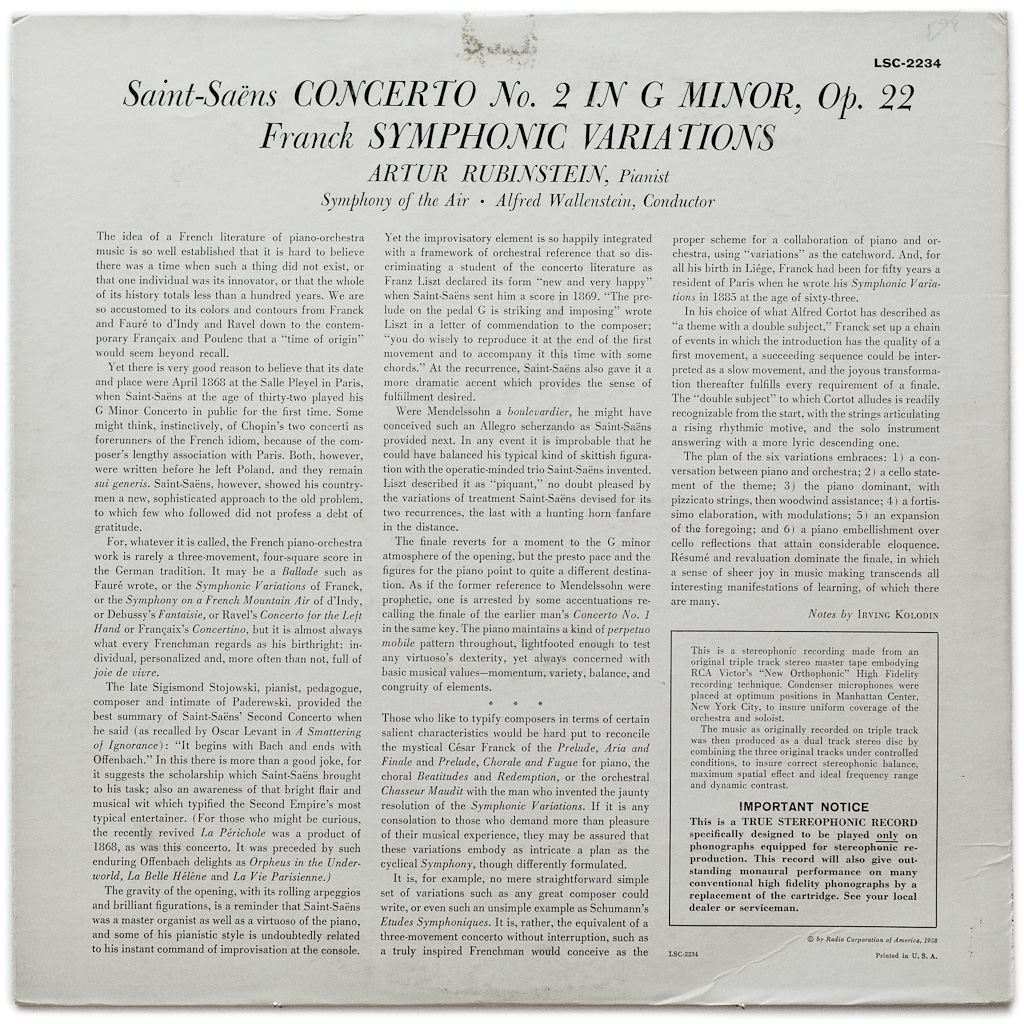 LSC-2234
Saint-Saëns CONCERTO No. 2 IN G MINOR, Op. 22
Franck SYMPHONIC VARIATIONS
ARTUR RUBINSTEIN, Pianist
Symphony of the Air • Alfred Wallenstein, Conductor
The idea of a French literature of piano-orchestra
music is so well established that it is hard to believe
there was a time when such a thing did not exist, or
that one individual was its innovator, or that the whole
of its history totals less than a hundred years. We are
so accustomed to its colors and contours from Franck
and Fauré to d'Indy and Ravel down to the contem-
porary Françaix and Poulenc that a "time of origin"
would seem beyond recall.
Yet there is very good reason to believe that its date
and place were April 1868 at the Salle Pleyel in Paris,
when Saint-Saëns at the age of thirty-two played his
G Minor Concerto in public for the first time. Some
might think, instinctively, of Chopin's two concerti as
forerunners of the French idiom, because of the com-
poser's lengthy association with Paris. Both, however,
were written before he left Poland, and they remain
sui generis. Saint-Saëns, however, showed his country-
men a new, sophisticated approach to the old problem,
to which few who followed did not profess a debt of
gratitude.
For, whatever it is called, the French piano-orchestra
work is rarely a three-movement, four-square score in
the German tradition. It may be a Ballade such as
Fauré wrote, or the Symphonic Variations of Franck,
or the Symphony on a French Mountain Air of d'Indy,
or Debussy's Fantaisie, or Ravel's Concerto for the Left
Hand or Françaix's Concertino, but it is almost always
what every Frenchman regards as his birthright: in-
dividual, personalized and, more often than not, full of
joie de vivre.
The late Sigismond Stojowski, pianist, pedagogue,
composer and intimate of Paderewski, provided the
best summary of Saint-Saëns' Second Concerto when
he said (as recalled by Oscar Levant in A Smattering
of Ignorance): "It begins with Bach and ends with
Offenbach." In this there is more than a good joke, for
it suggests the scholarship which Saint-Saëns brought
to his task; also an awareness of that bright flair and
musical wit which typified the Second Empire's most
typical entertainer. (For those who might be curious,
the recently revived La Périchole was a product of
1868, as was this concerto. It was preceded by such
enduring Offenbach delights as Orpheus in the Under-
world, La Belle Hélène and La Vie Parisienne.)
The gravity of the opening, with its rolling arpeggios
and brilliant figurations, is a reminder that Saint-Saëns
was a master organist as well as a virtuoso of the piano,
and some of his pianistic style is undoubtedly related
to his instant command of improvisation at the console.
Yet the improvisatory element is so happily integrated
with a framework of orchestral reference that so dis-
criminating a student of the concerto literature as
Franz Liszt declared its form "new and very happy"
when Saint-Saëns sent him a score in 1869. "The pre-
lude on the pedal G is striking and imposing" wrote
Liszt in a letter of commendation to the composer;
"you do wisely to reproduce it at the end of the first
movement and to accompany it this time with some
chords." At the recurrence, Saint-Saëns also gave it a
more dramatic accent which provides the sense of
fulfillment desired.
Were Mendelssohn a boulevardier, he might have
conceived such an Allegro scherzando as Saint-Saëns
provided next. In any event it is improbable that he
could have balanced his typical kind of skittish figura-
tion with the operatic-minded trio Saint-Saëns invented.
Liszt described it as "piquant," no doubt pleased by
the variations of treatment Saint-Saëns devised for its
two recurrences, the last with a hunting horn fanfare
in the distance.
The finale reverts for a moment to the G minor
atmosphere of the opening, but the presto pace and the
figures for the piano point to quite a different destina-
tion. As if the former reference to Mendelssohn were
prophetic, one is arrested by some accentuations re-
calling the finale of the earlier man's Concerto No. 1
in the same key. The piano maintains a kind of perpetuo
mobile pattern throughout, lightfooted enough to test
any virtuoso's dexterity, yet always concerned with
basic musical values—momentum, variety, balance, and
congruity of elements.
* * *
Those who like to typify composers in terms of certain
salient characteristics would be hard put to reconcile
the mystical César Franck of the Prelude, Aria and
Finale and Prelude, Chorale and Fugue for piano, the
choral Beatitudes and Redemption, or the orchestral
Chasseur Maudit with the man who invented the jaunty
resolution of the Symphonic Variations. If it is any
consolation to those who demand more than pleasure
of their musical experience, they may be assured that
these variations embody as intricate a plan as the
cyclical Symphony, though differently formulated.
It is, for example, no mere straightforward simple
set of variations such as any great composer could
write, or even such an unsimple example as Schumann's
Etudes Symphoniques. It is, rather, the equivalent of a
three-movement concerto without interruption, such as
a truly inspired Frenchman would conceive as the
proper scheme for a collaboration of piano and or-
chestra, using "variations" as the catchword. And, for
all his birth in Liége, Franck had been for fifty years a
resident of Paris when he wrote his Symphonic Varia-
tions in 1885 at the age of sixty-three.
In his choice of what Alfred Cortot has described as
"a theme with a double subject," Franck set up a chain
of events in which the introduction has the quality of a
first movement, a succeeding sequence could be inter-
preted as a slow movement, and the joyous transforma-
tion thereafter fulfills every requirement of a finale.
The "double subject" to which Cortot alludes is readily
recognizable from the start, with the strings articulating
a rising rhythmic motive, and the solo instrument
answering with a more lyric descending one.
The plan of the six variations embraces: 1) a con-
versation between piano and orchestra; 2) a cello state-
ment of the theme; 3) the piano dominant, with
pizzicato strings, then woodwind assistance; 4) a fortis-
simo elaboration, with modulations; 5) an expansion
of the foregoing; and 6) a piano embellishment over
cello reflections that attain considerable eloquence.
Résumé and revaluation dominate the finale, in which
a sense of sheer joy in music making transcends all
interesting manifestations of learning, of which there
are many.
Notes by IRVING KOLODIN
This is a stereophonic recording made from an
original triple track stereo master tape embodying
RCA Victor's "New Orthophonic" High Fidelity
recording technique. Condenser microphones were
placed at optimum positions in Manhattan Center,
New York City, to insure uniform coverage of the
orchestra and soloist.
The music as originally recorded on triple track
was then produced as a dual track stereo disc by
combining the three original tracks under controlled
conditions, to insure correct stereophonic balance,
maximum spatial effect and ideal frequency range
and dynamic contrast.
IMPORTANT NOTICE
This is a TRUE STEREOPHONIC RECORD
specifically designed to be played only on
phonographs equipped for stereophonic re-
production. This record will also give out-
standing monaural performance on many
conventional high fidelity phonographs by a
replacement of the cartridge. See your local
dealer or serviceman.
© by Radio Corporation of America, 1958
LSC-2234
Printed in U. S. A.